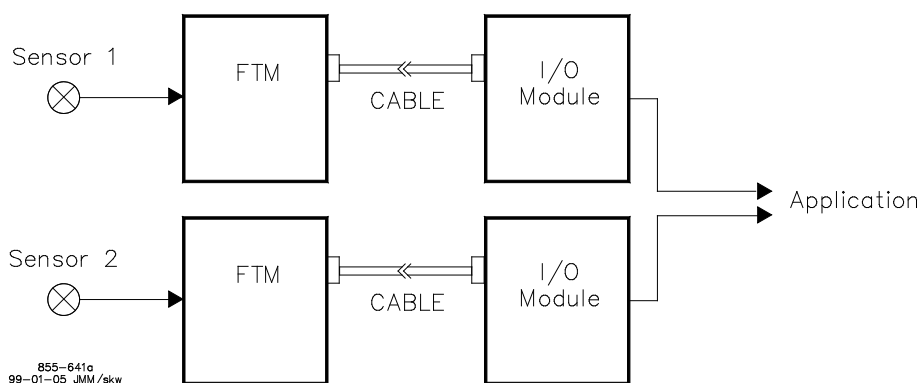 Sensor 1
FTM
CABLE
I/O
Module
Application
Sensor 2
FTM
CABLE
I/O
Module
855-641a
99-01-05 JMM/skw